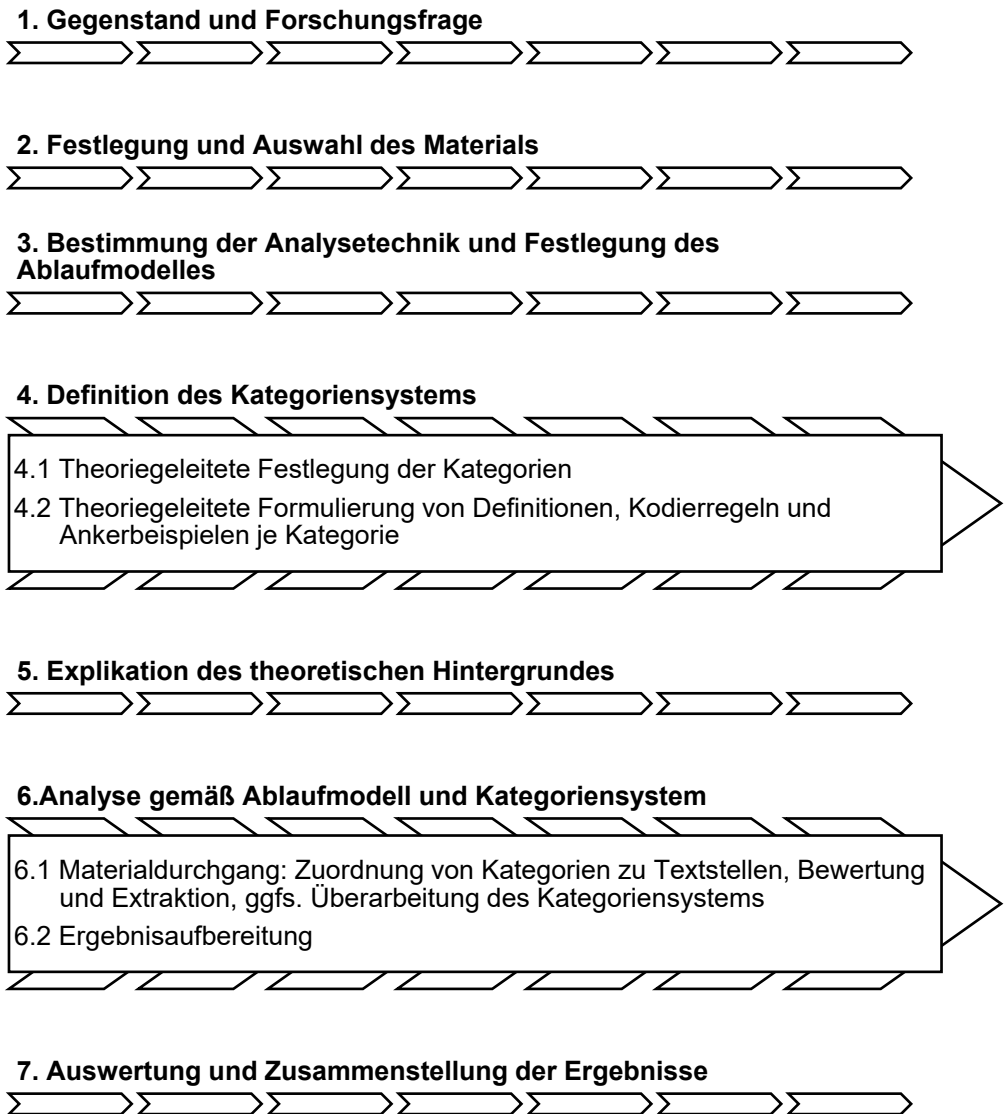 1. Gegenstand und Forschungsfrage
2. Festlegung und Auswahl des Materials
3. Bestimmung der Analysetechnik und Festlegung des
Ablaufmodelles
4. Definition des Kategoriensystems
4.1 Theoriegeleitete Festlegung der Kategorien
4.2 Theoriegeleitete Formulierung von Definitionen, Kodierregeln und
Ankerbeispielen je Kategorie
5. Explikation des theoretischen Hintergrundes
6.Analyse gemäß Ablaufmodell und Kategoriensystem
6.1 Materialdurchgang: Zuordnung von Kategorien zu Textstellen, Bewertung
und Extraktion, ggfs. Überarbeitung des Kategoriensystems
6.2 Ergebnisaufbereitung
7. Auswertung und Zusammenstellung der Ergebnisse